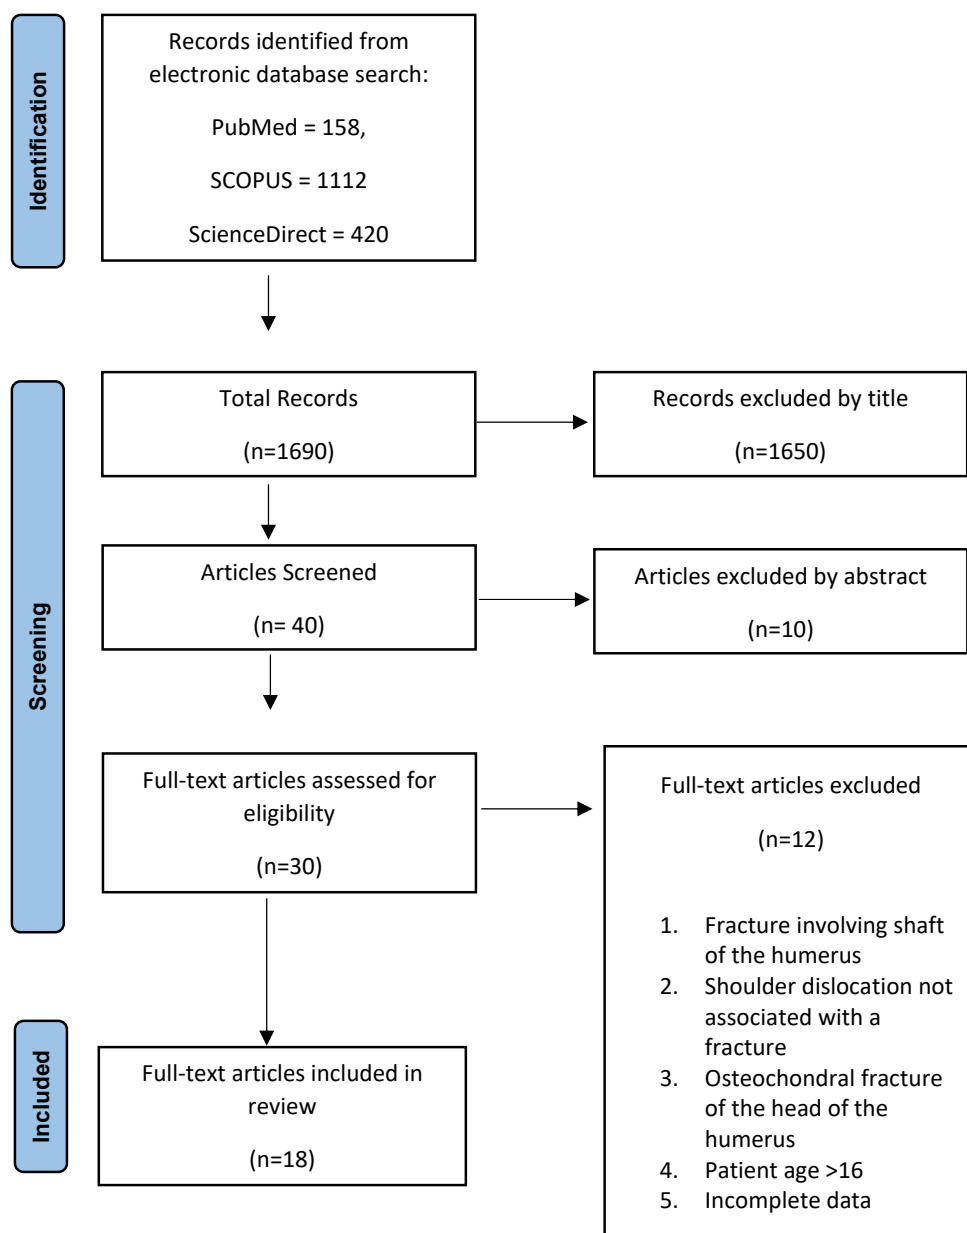 Identification
Records identified from
electronic database search:
PubMed = 158,
SCOPUS = 1112
ScienceDirect = 420
Screening
Total Records
(n=1690)
Records excluded by title
(n=1650)
Articles Screened
(n= 40)
Articles excluded by abstract
(n=10)
Full-text articles assessed for
eligibility
(n=30)
Full-text articles excluded
(n=12)
1. Fracture involving shaft
of the humerus
2. Shoulder dislocation not
associated with a
fracture
3. Osteochondral fracture
of the head of the
humerus
4. Patient age >16
5. Incomplete data
Included
Full-text articles included in
review
(n=18)